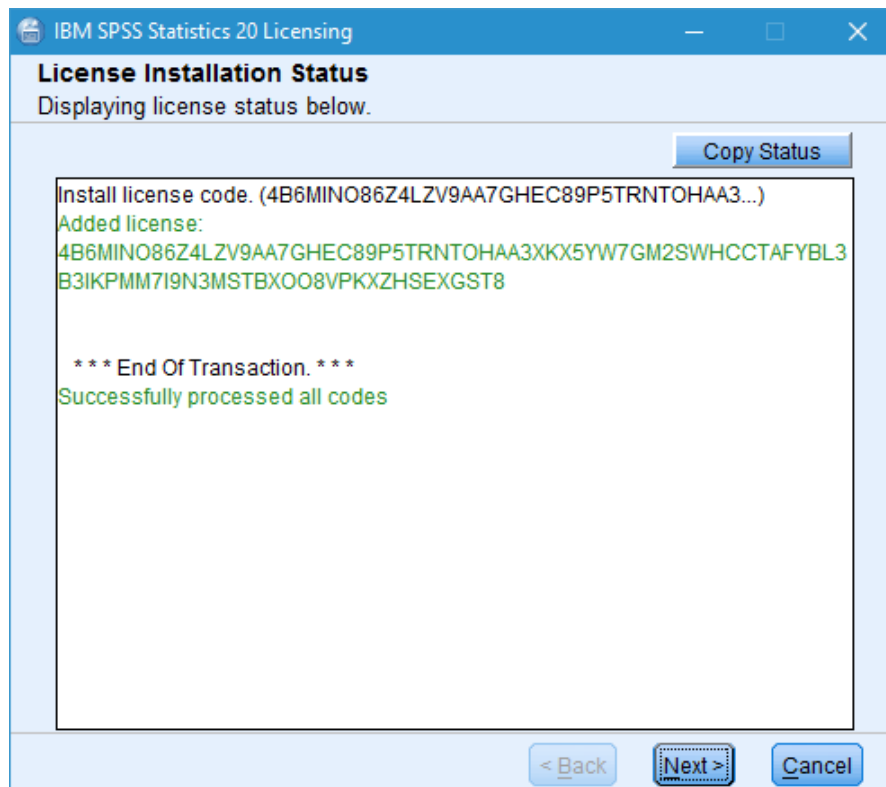 IBM SPSS Statistics 20 Licensing
License Installation Status
Displaying license status below.
Copy Status
Install license code. (4B6MINO86Z4LZV9AA7GHEC89P5TRNTOHAA3...)
Added license:
4B6MINO86Z4LZV9AA7GHEC89P5TRNTOHAA3XKX5YW7GM2SWHCCTAFYBL3
B3IKPMM7I9N3MSTBXOO8VPKXZHSEXGST8
* * * End Of Transaction. * * *
Successfully processed all codes
< Back
Next >
Cancel